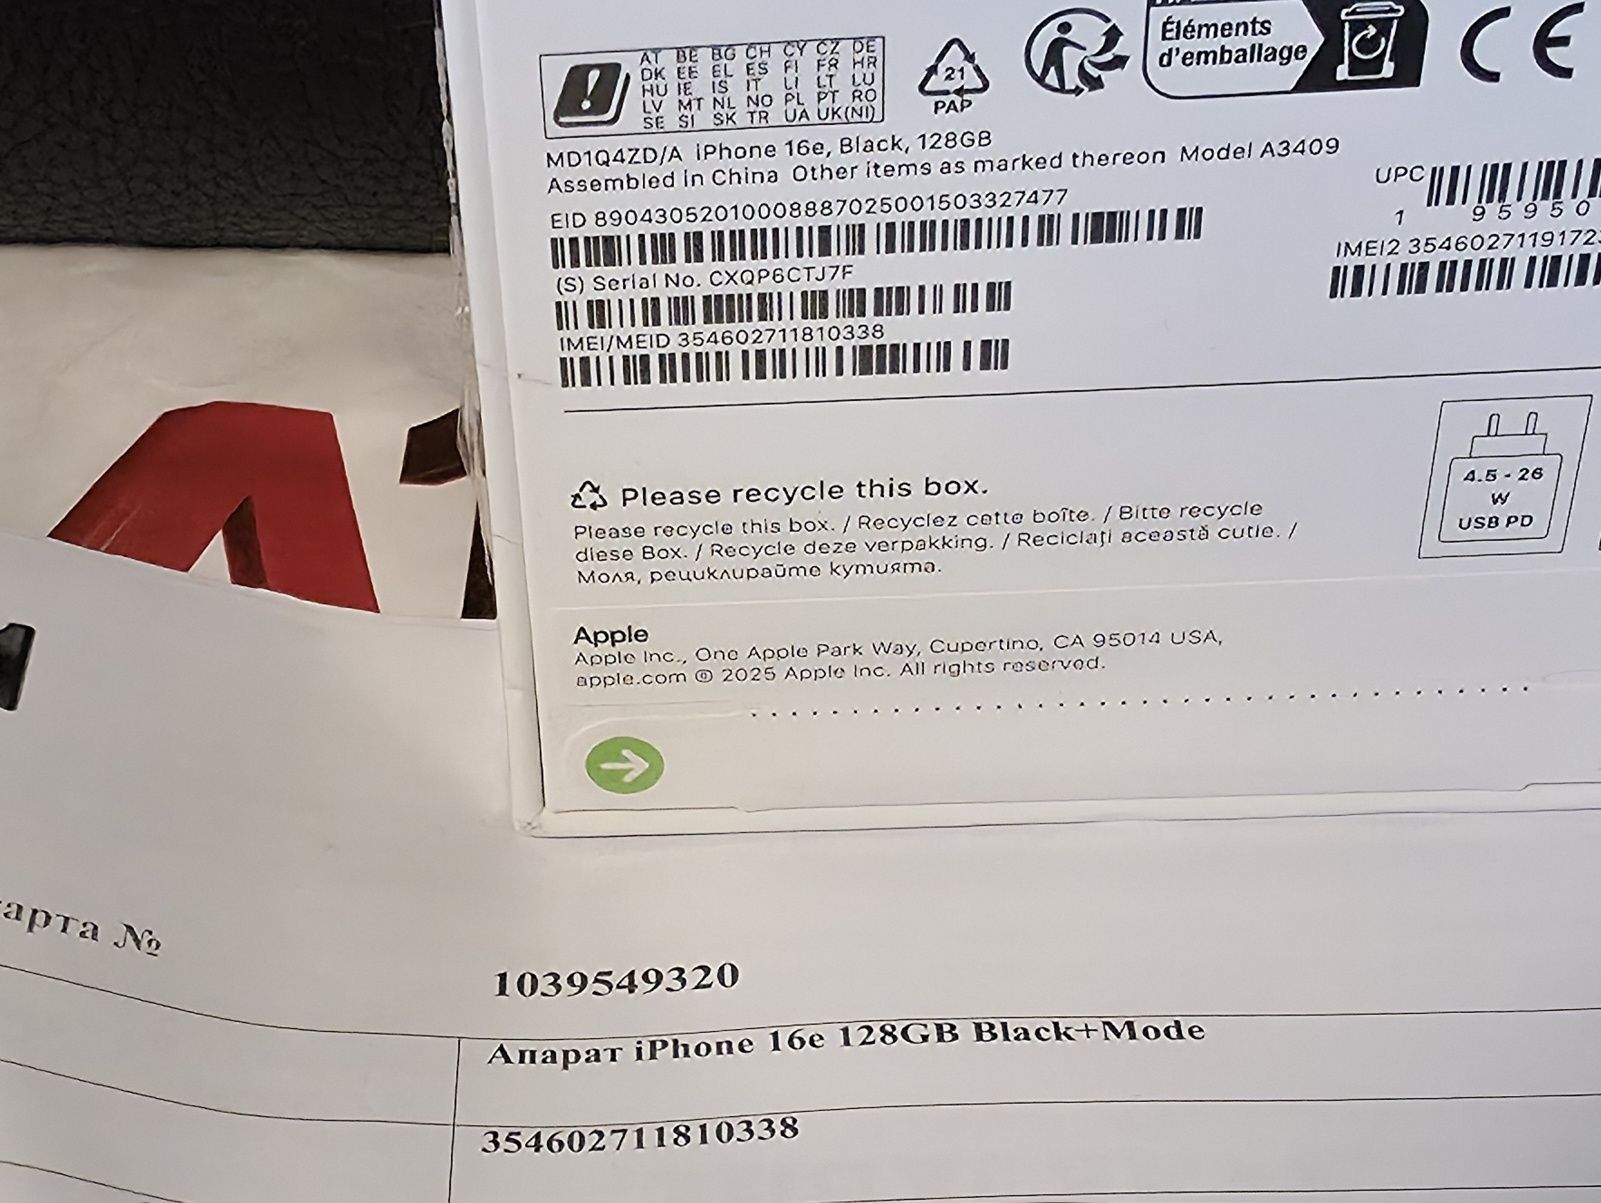 Éléments
d'emballage
AT BE BG CH CY CZ DE
DK EE EL ES FI FR HR
HU IE IS IT LI LT LU
LV MT NL NO PL PT RO
SE SI SK TR UA UK(NI)
21
PAP
CE
MD1Q4ZD/A iPhone 16e, Black, 128GB
Assembled in China Other items as marked thereon Model A3409
EID 89043052010008887025001503327477
UPC
1 95950
(S) Serial No. CXQP6CTJ7F
IMEI2 3546027119172
IMEI/MEID 354602711810338
4.5 - 26
W
USB PD
Please recycle this box.
Please recycle this box. / Recyclez cette boîte. / Bitte recycle
diese Box. / Recycle deze verpakking. / Reciclați această cutie. /
Моля, рециклирайте кутията.
Apple
Apple Inc., One Apple Park Way, Cupertino, CA 95014 USA,
apple.com © 2025 Apple Inc. All rights reserved.
A1
1
арта №
1039549320
Апарат iPhone 16e 128GB Black+Mode
354602711810338